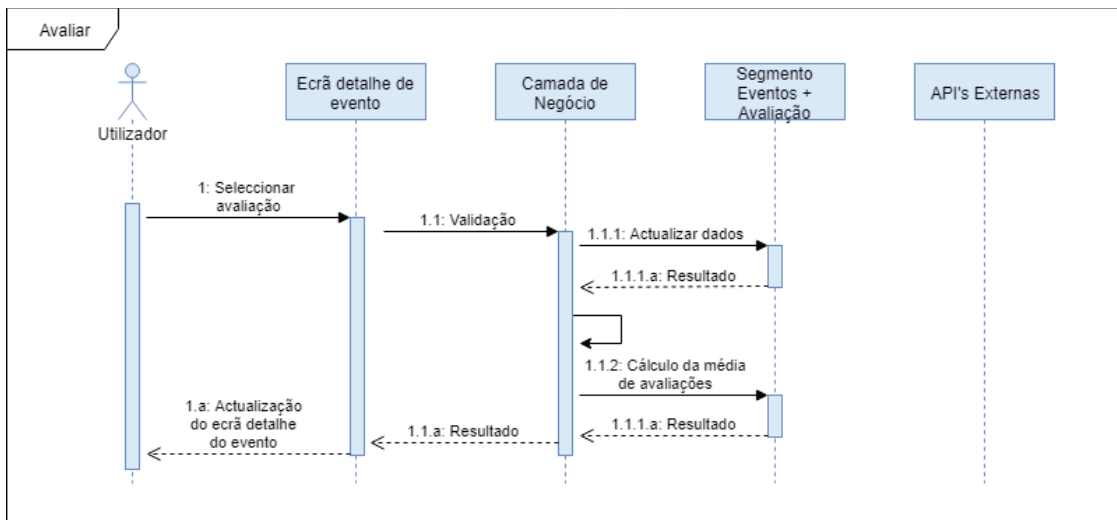 Avaliar
Utilizador
Ecrã detalhe de
evento
Camada de
Negócio
Segmento
Eventos +
Avaliação
API's Externas
1: Seleccionar
avaliação
1.1: Validação
1.1.1: Actualizar dados
1.1.1.a: Resultado
1.1.2: Cálculo da média
de avaliações
1.1.1.a: Resultado
1.1.a: Resultado
1.a: Actualização
do ecrã detalhe
do evento